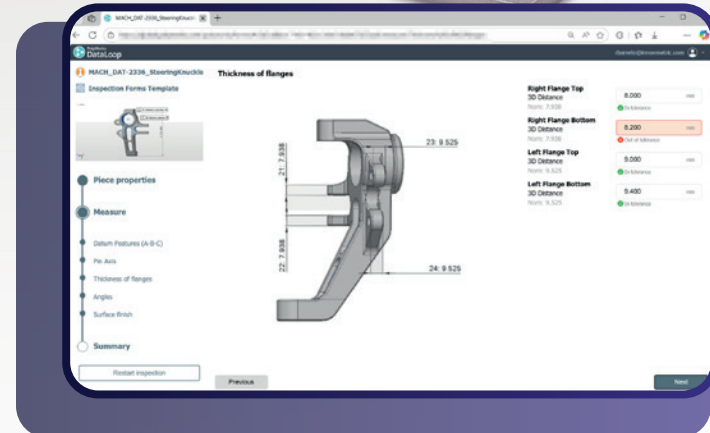 MACH_DAT-2336_SteeringKnuckle
DataLoop
MACH_DAT-2336_SteeringKnuckle
Inspection Forms Template
Piece properties
Measure
Datum Features (A-B-C)
Pin Axis
Thickness of flanges
Angles
Surface finish
Summary
Restart inspection
Thickness of flanges
21: 7.938
22: 7.938
23: 9.525
24: 9.525
Right Flange Top
3D Distance
Nom: 7.938
8.000 mm
In tolerance
Right Flange Bottom
3D Distance
Nom: 7.938
8.200 mm
Out of tolerance
Left Flange Top
3D Distance
Nom: 9.525
9.000 mm
In tolerance
Left Flange Bottom
3D Distance
Nom: 9.525
9.400 mm
In tolerance
Previous
Next